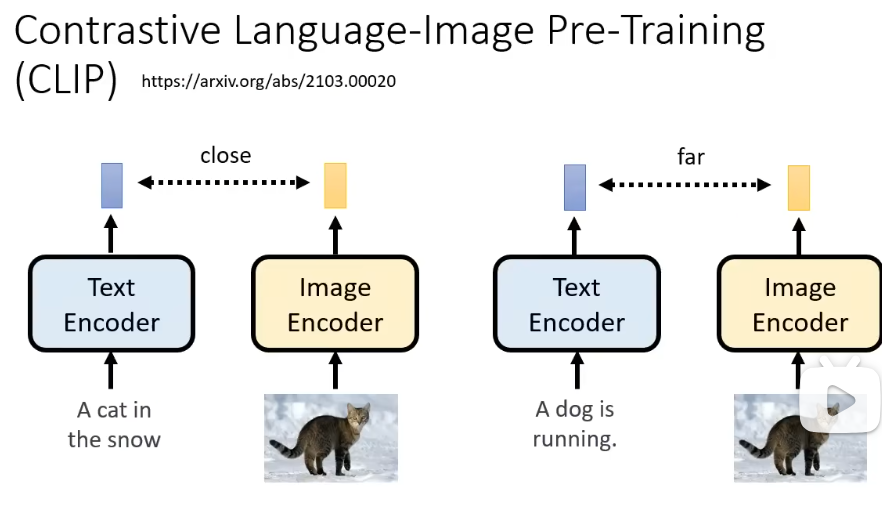 Contrastive Language-Image Pre-Training
(CLIP) https://arxiv.org/abs/2103.00020
close
far
Text
Encoder
Image
Encoder
Text
Encoder
Image
Encoder
A cat in
the snow
A dog is
running.